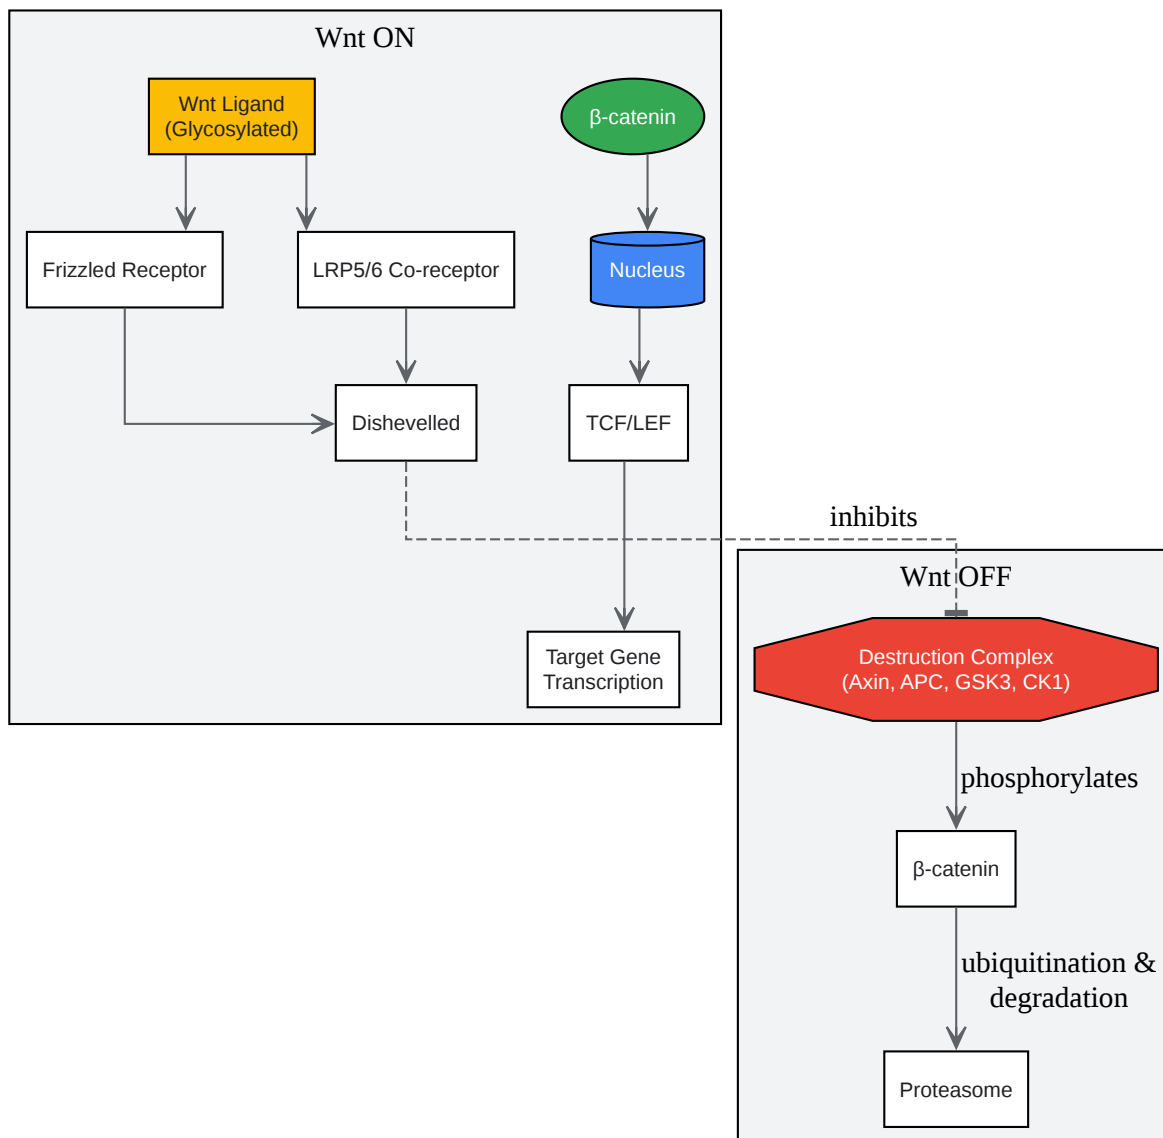 Wnt ON
Wnt Ligand
(Glycosylated)
β-catenin
Frizzled Receptor
LRP5/6 Co-receptor
Nucleus
Dishevelled
TCF/LEF
Target Gene
Transcription
inhibits
Wnt OFF
Destruction Complex
(Axin, APC, GSK3, CK1)
phosphorylates
β-catenin
ubiquitination &
degradation
Proteasome